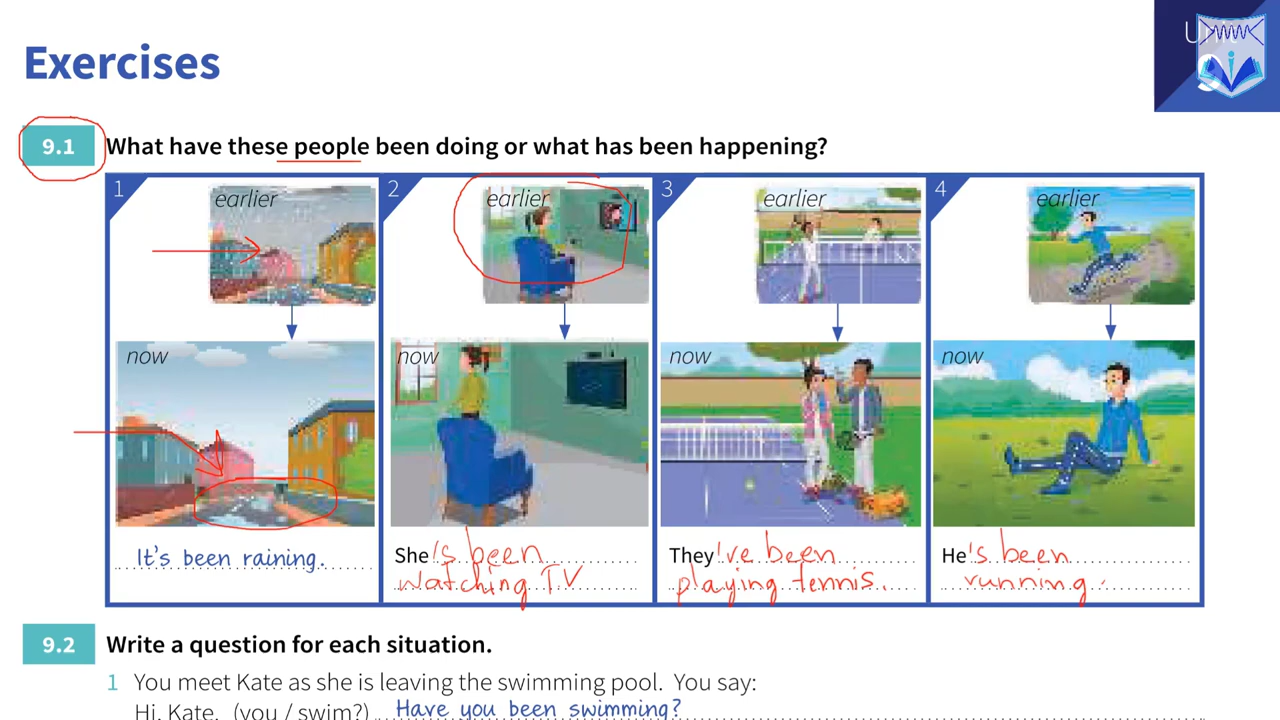 Exercises
9.1 What have these people been doing or what has been happening?
1
earlier
now
It's been raining.
2
earlier
now
She's been
watching TV
3
earlier
now
They've been
playing tennis.
4
earlier
now
He's been
running.
9.2 Write a question for each situation.
1 You meet Kate as she is leaving the swimming pool. You say:
Hi, Kate. (you / swim?) Have you been swimming?